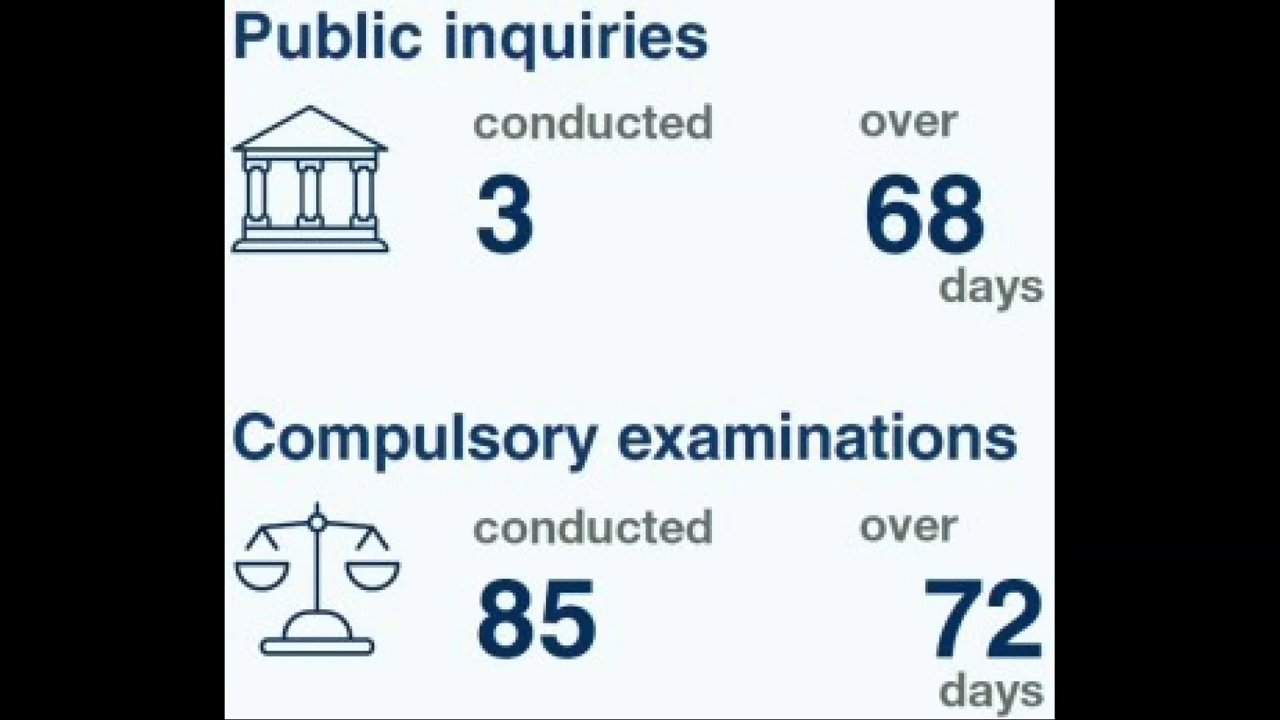 Public inquiries
conducted over
3 68
days
Compulsory examinations
conducted over
85 72
days